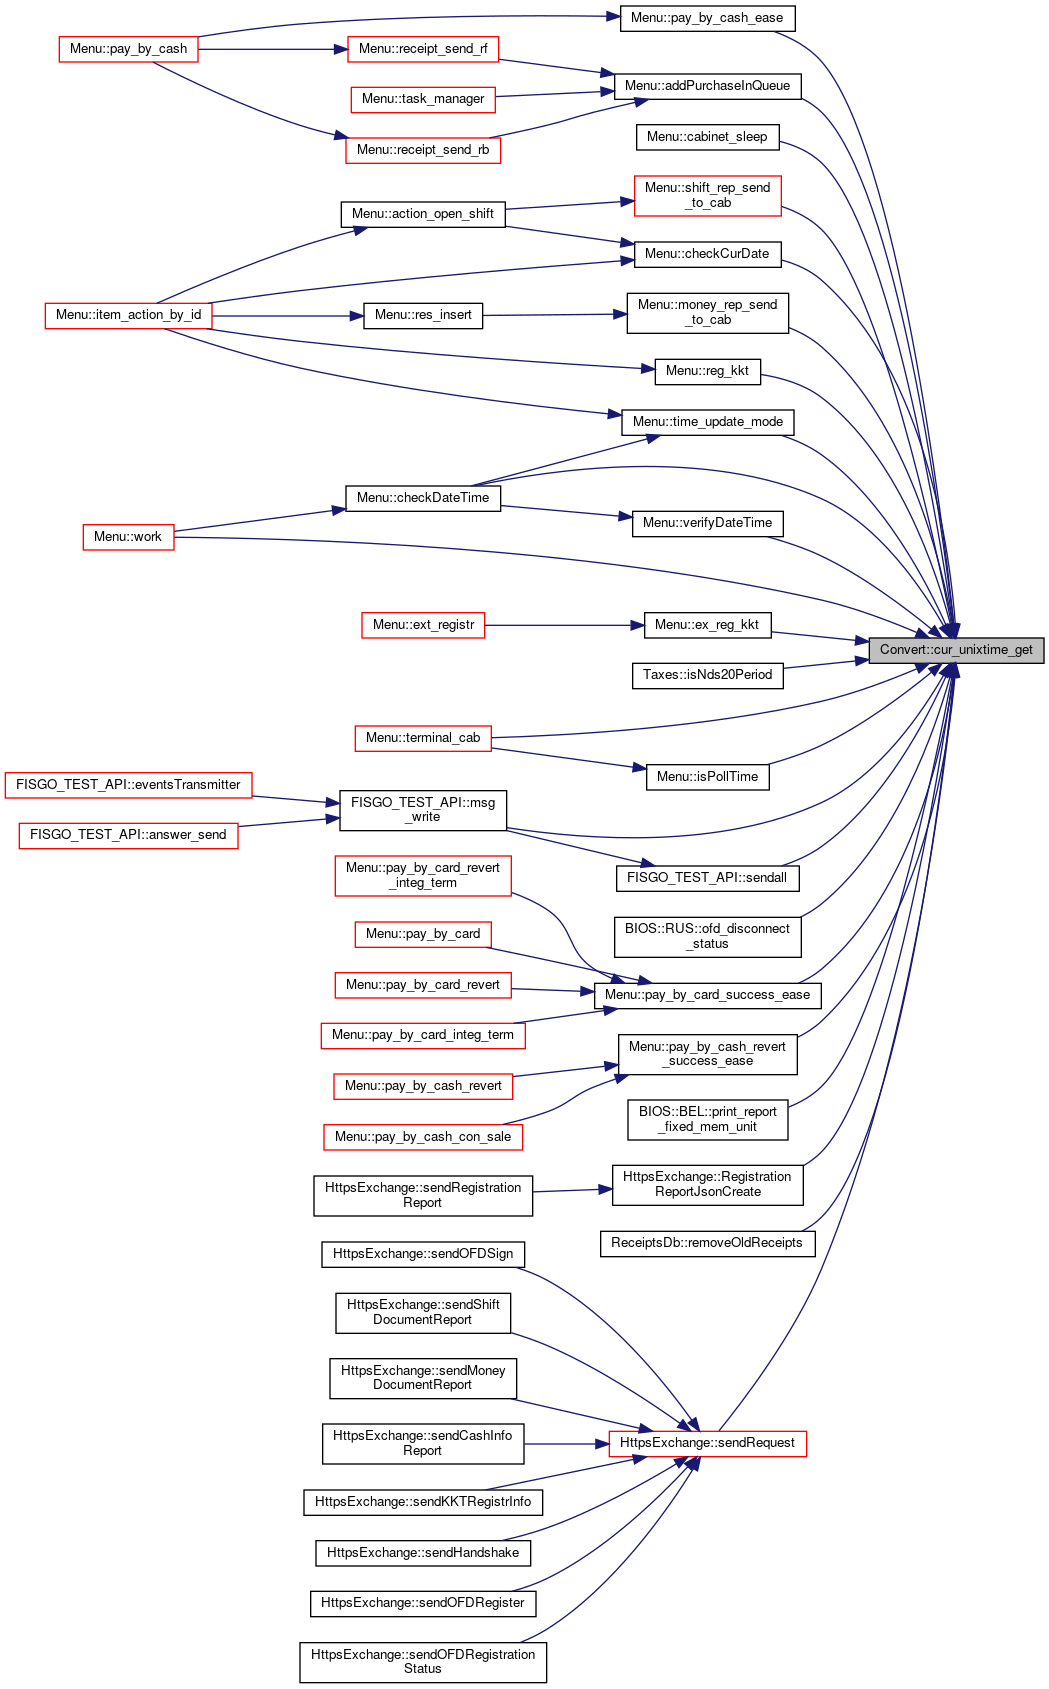 Menu::pay_by_cash_ease
Menu::pay_by_cash
Menu::receipt_send_rf
Menu::addPurchaseInQueue
Menu::task_manager
Menu::cabinet_sleep
Menu::receipt_send_rb
Menu::shift_rep_send
_to_cab
Menu::action_open_shift
Menu::checkCurDate
Menu::money_rep_send
_to_cab
Menu::item_action_by_id
Menu::res_insert
Menu::reg_kkt
Menu::time_update_mode
Menu::checkDateTime
Menu::verifyDateTime
Menu::work
Menu::ext_registr
Menu::ex_reg_kkt
Convert::cur_unixtime_get
Taxes::isNds20Period
Menu::terminal_cab
Menu::isPollTime
FISGO_TEST_API::eventsTransmitter
FISGO_TEST_API::msg
_write
FISGO_TEST_API::answer_send
Menu::pay_by_card_revert
_integ_term
FISGO_TEST_API::sendall
Menu::pay_by_card
BIOS::RUS::ofd_disconnect
_status
Menu::pay_by_card_revert
Menu::pay_by_card_success_ease
Menu::pay_by_card_integ_term
Menu::pay_by_cash_revert
_success_ease
Menu::pay_by_cash_revert
BIOS::BEL::print_report
_fixed_mem_unit
Menu::pay_by_cash_con_sale
HttpsExchange::sendRegistration
Report
HttpsExchange::Registration
ReportJsonCreate
ReceiptsDb::removeOldReceipts
HttpsExchange::sendOFDSign
HttpsExchange::sendShift
DocumentReport
HttpsExchange::sendMoney
DocumentReport
HttpsExchange::sendCashInfo
Report
HttpsExchange::sendRequest
HttpsExchange::sendKKTRegistrInfo
HttpsExchange::sendHandshake
HttpsExchange::sendOFDRegister
HttpsExchange::sendOFDRegistration
Status